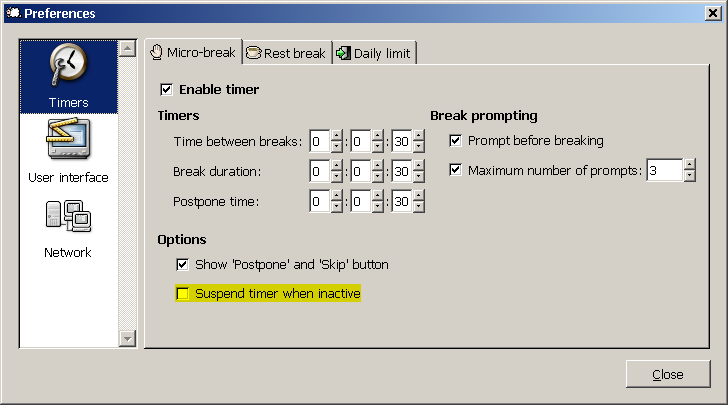 Preferences
Micro-break Rest break Daily limit
Timers
User interface
Network
Enable timer
Timers
Time between breaks: 0 : 0 : 30
Break duration: 0 : 0 : 30
Postpone time: 0 : 0 : 30
Break prompting
Prompt before breaking
Maximum number of prompts: 3
Options
Show 'Postpone' and 'Skip' button
Suspend timer when inactive
Close